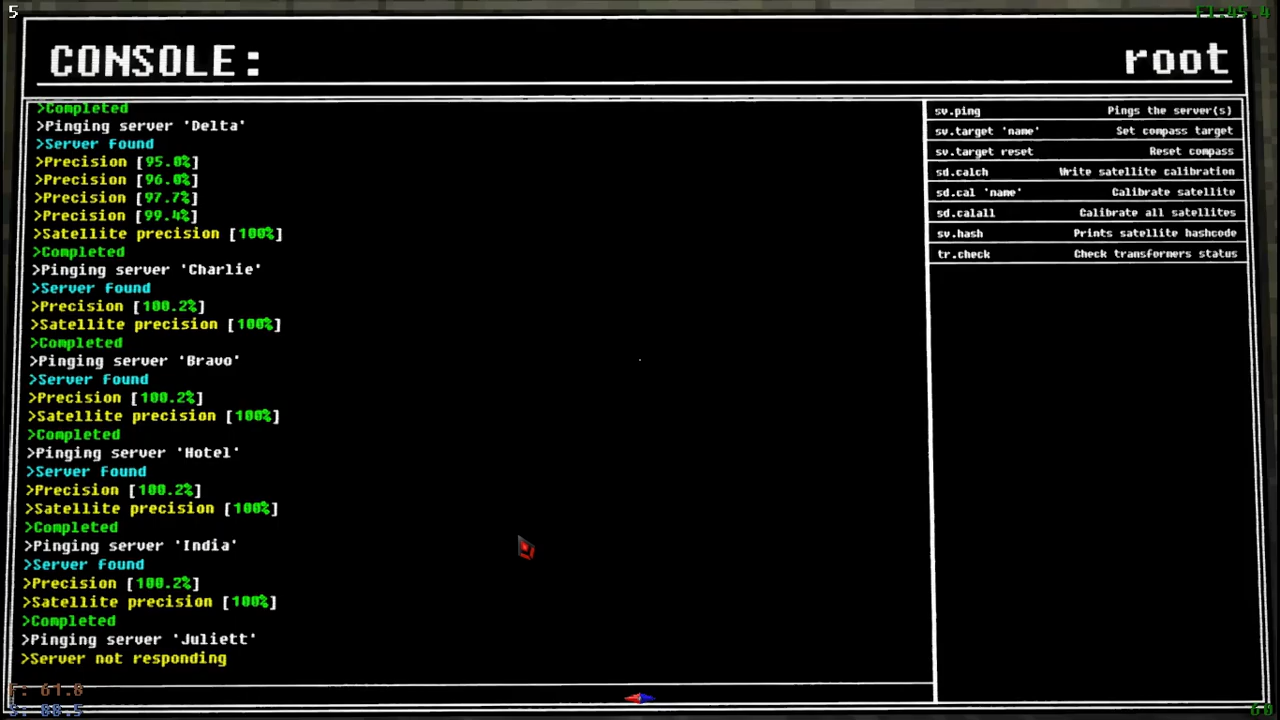 5
CONSOLE:
root
>Completed
>Pinging server 'Delta'
>Server Found
>Precision [95.0%]
>Precision [96.0%]
>Precision [97.7%]
>Precision [99.4%]
>Satellite precision [100%]
>Completed
>Pinging server 'Charlie'
>Server Found
>Precision [100.2%]
>Satellite precision [100%]
>Completed
>Pinging server 'Bravo'
>Server Found
>Precision [100.2%]
>Satellite precision [100%]
>Completed
>Pinging server 'Hotel'
>Server Found
>Precision [100.2%]
>Satellite precision [100%]
>Completed
>Pinging server 'India'
>Server Found
>Precision [100.2%]
>Satellite precision [100%]
>Completed
>Pinging server 'Juliett'
>Server not responding
sv.ping Pings the server(s)
sv.target 'name' Set compass target
sv.target reset Reset compass
sd.calch Write satellite calibration
sd.cal 'name' Calibrate satellite
sd.calall Calibrate all satellites
sv.hash Prints satellite hashcode
tr.check Check transformers status
60